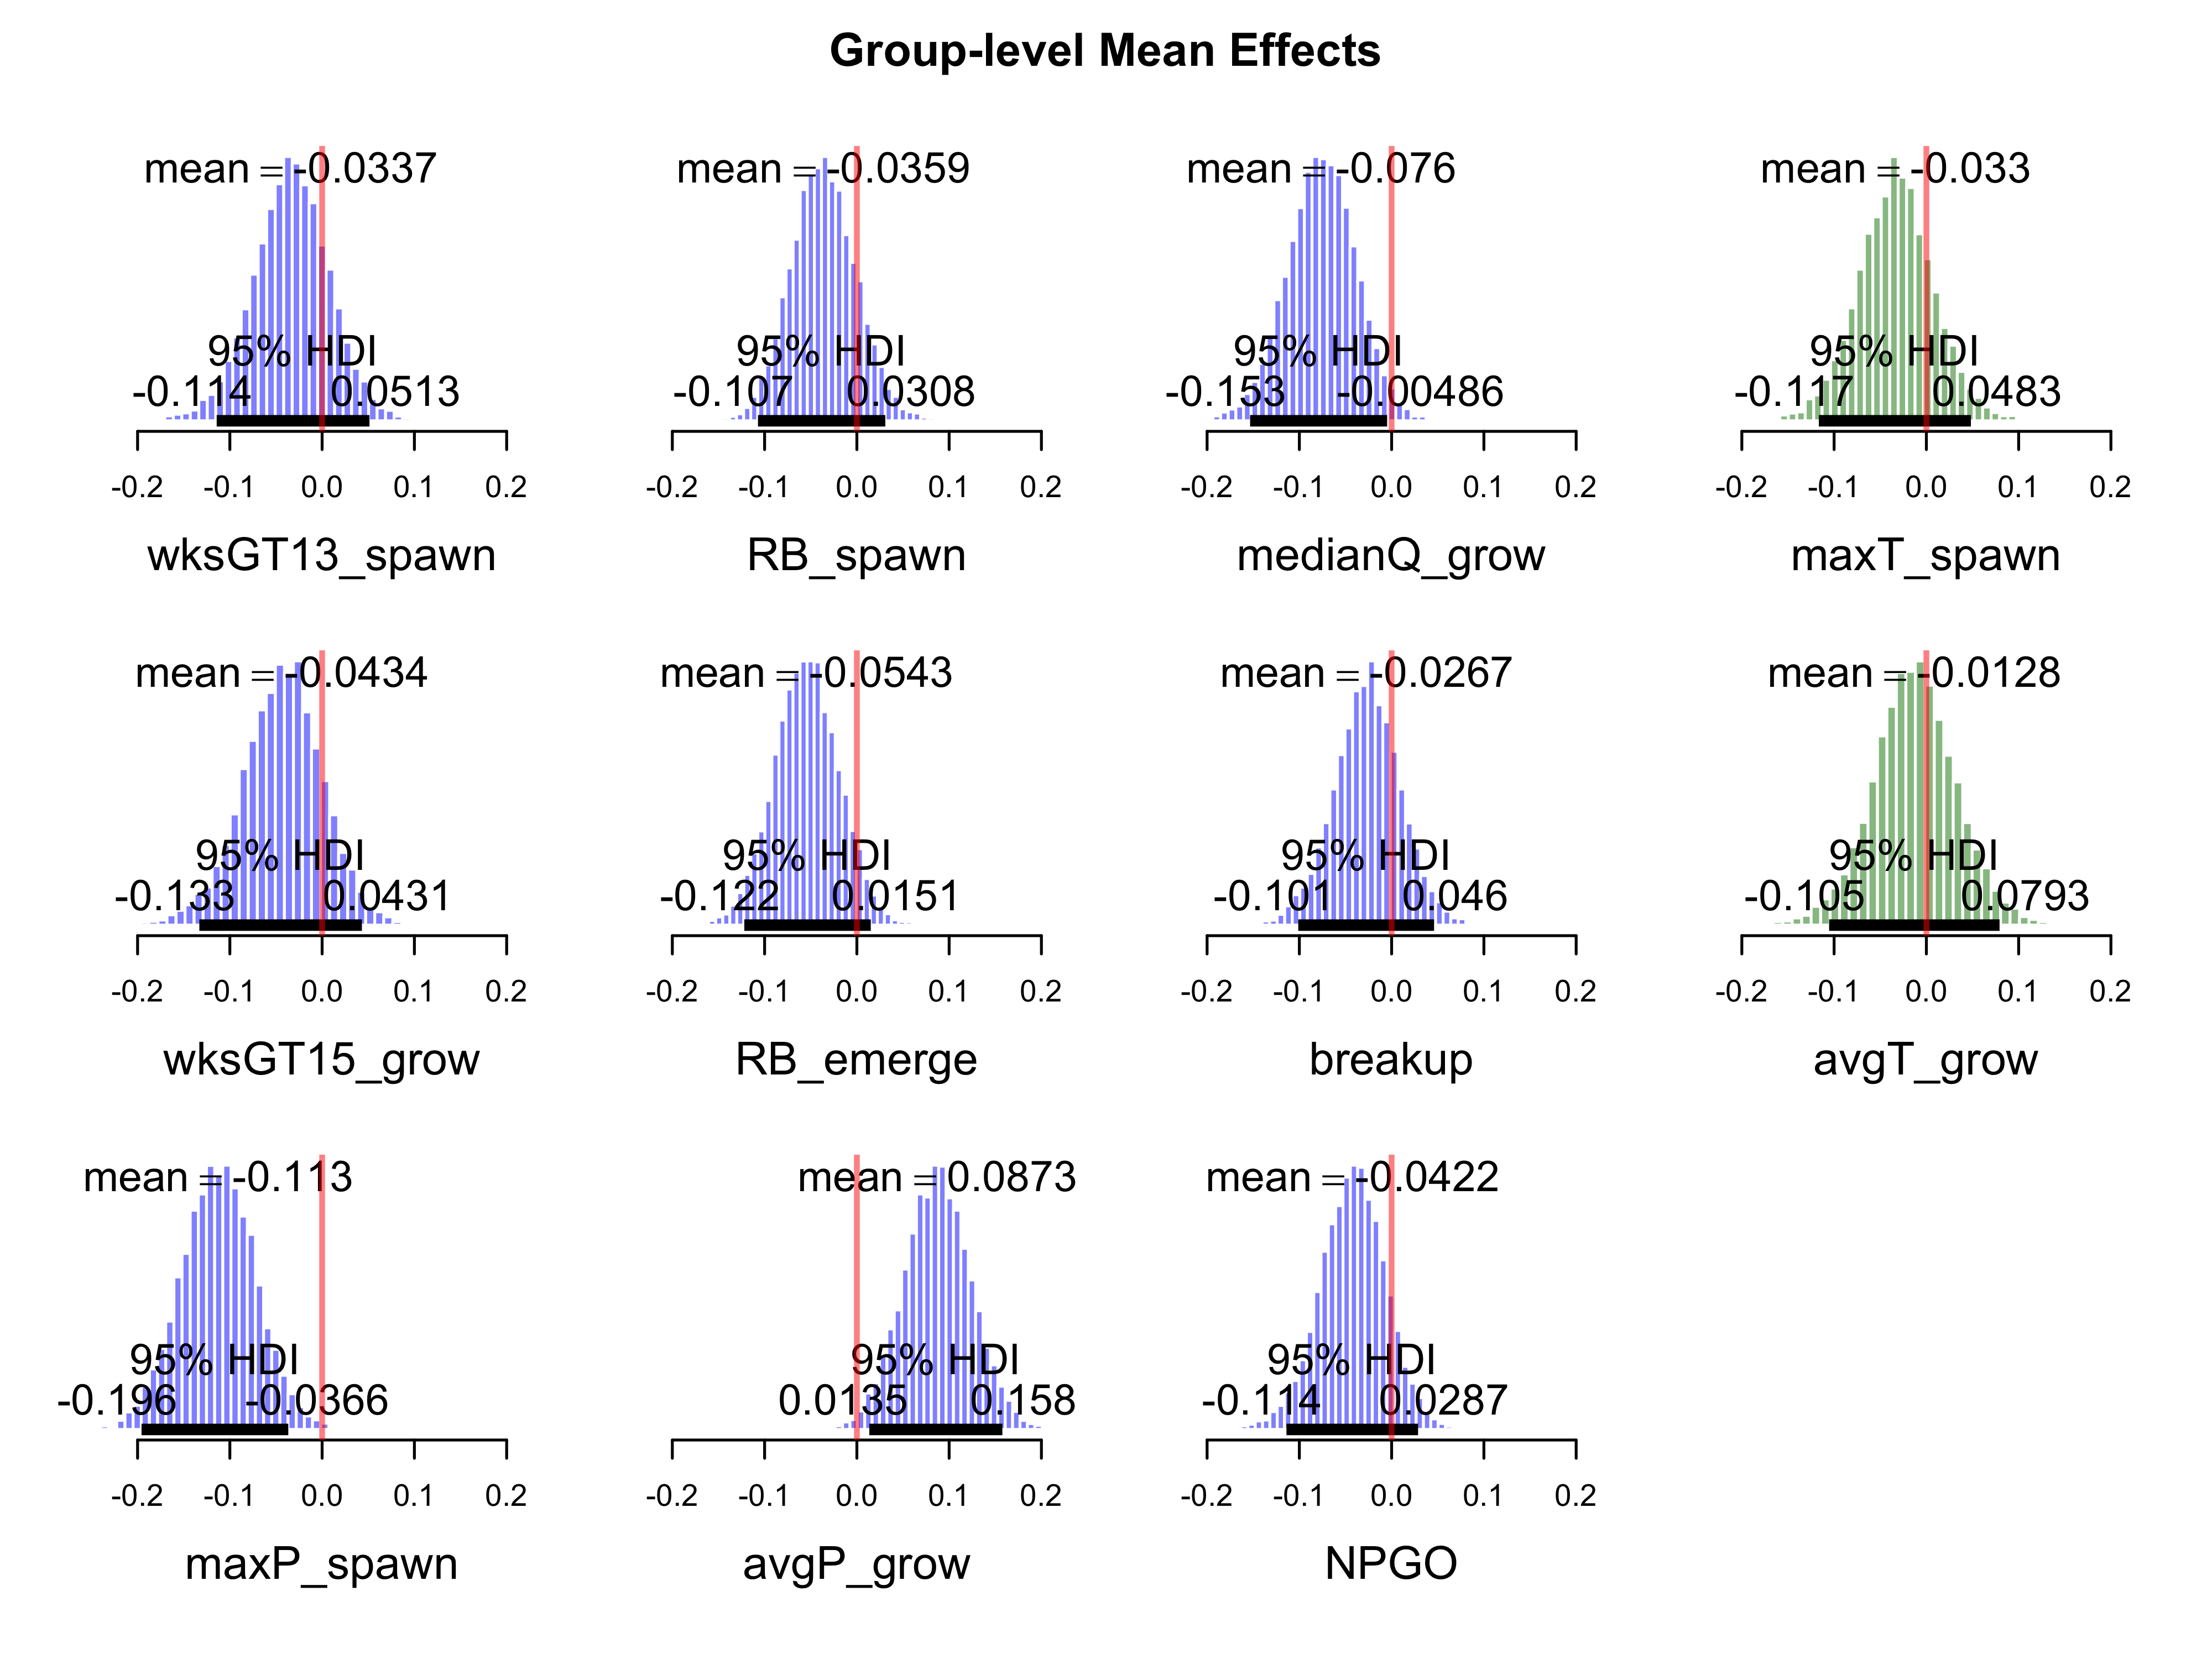 Group-level Mean Effects
mean = -0.0337
95% HDI
-0.114 0.0513
-0.2 -0.1 0.0 0.1 0.2
wksGT13_spawn
mean = -0.0359
95% HDI
-0.107 0.0308
-0.2 -0.1 0.0 0.1 0.2
RB_spawn
mean = -0.076
95% HDI
-0.153 -0.00486
-0.2 -0.1 0.0 0.1 0.2
medianQ_grow
mean = -0.033
95% HDI
-0.117 0.0483
-0.2 -0.1 0.0 0.1 0.2
maxT_spawn
mean = -0.0434
95% HDI
-0.133 0.0431
-0.2 -0.1 0.0 0.1 0.2
wksGT15_grow
mean = -0.0543
95% HDI
-0.122 0.0151
-0.2 -0.1 0.0 0.1 0.2
RB_emerge
mean = -0.0267
95% HDI
-0.101 0.046
-0.2 -0.1 0.0 0.1 0.2
breakup
mean = -0.0128
95% HDI
-0.105 0.0793
-0.2 -0.1 0.0 0.1 0.2
avgT_grow
mean = -0.113
95% HDI
-0.196 -0.0366
-0.2 -0.1 0.0 0.1 0.2
maxP_spawn
mean = 0.0873
95% HDI
0.0135 0.158
-0.2 -0.1 0.0 0.1 0.2
avgP_grow
mean = -0.0422
95% HDI
-0.114 0.0287
-0.2 -0.1 0.0 0.1 0.2
NPGO